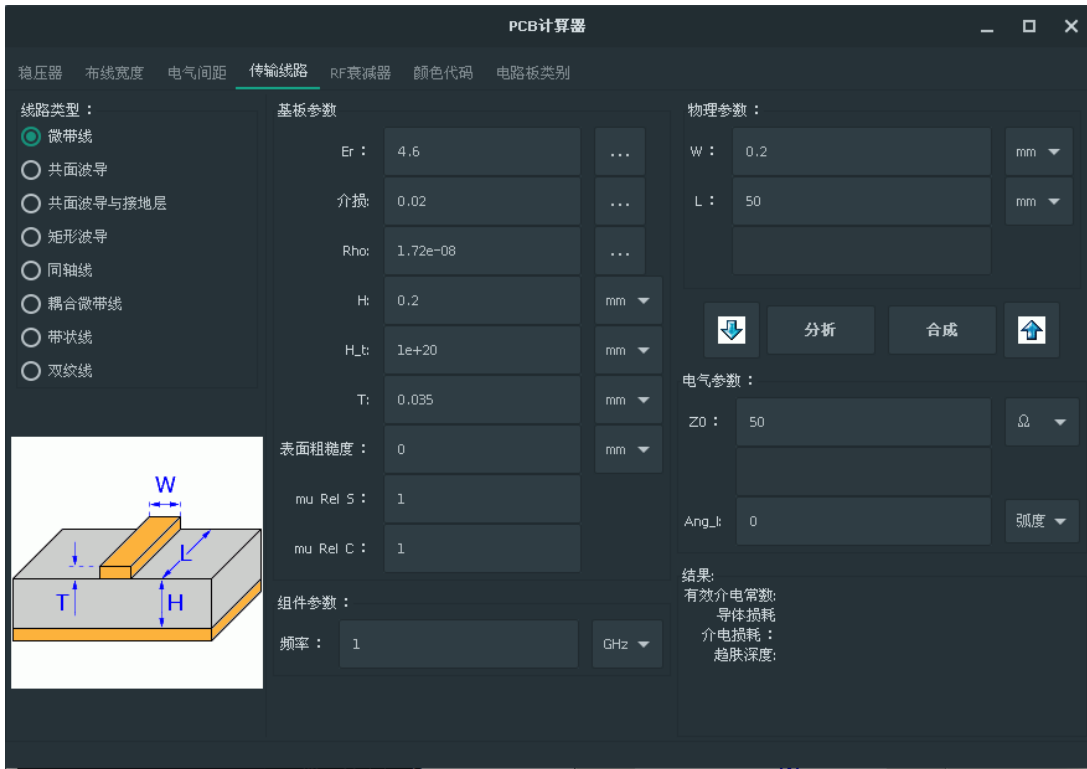 PCB计算器
稳压器 布线宽度 电气间距 传输线路 RF衰减器 颜色代码 电路板类别
线路类型：
微带线
共面波导
共面波导与接地层
矩形波导
同轴线
耦合微带线
带状线
双绞线
W
L
T
H
基板参数
Er： 4.6 ...
介损: 0.02 ...
Rho: 1.72e-08 ...
H: 0.2 mm
H_t: 1e+20 mm
T: 0.035 mm
表面粗糙度： 0 mm
mu Rel S： 1
mu Rel C： 1
组件参数：
频率： 1 GHz
物理参数：
W： 0.2 mm
L： 50 mm
分析 合成
电气参数：
Z0： 50 Ω
Ang_l: 0 弧度
结果:
有效介电常数:
导体损耗
介电损耗：
趋肤深度: